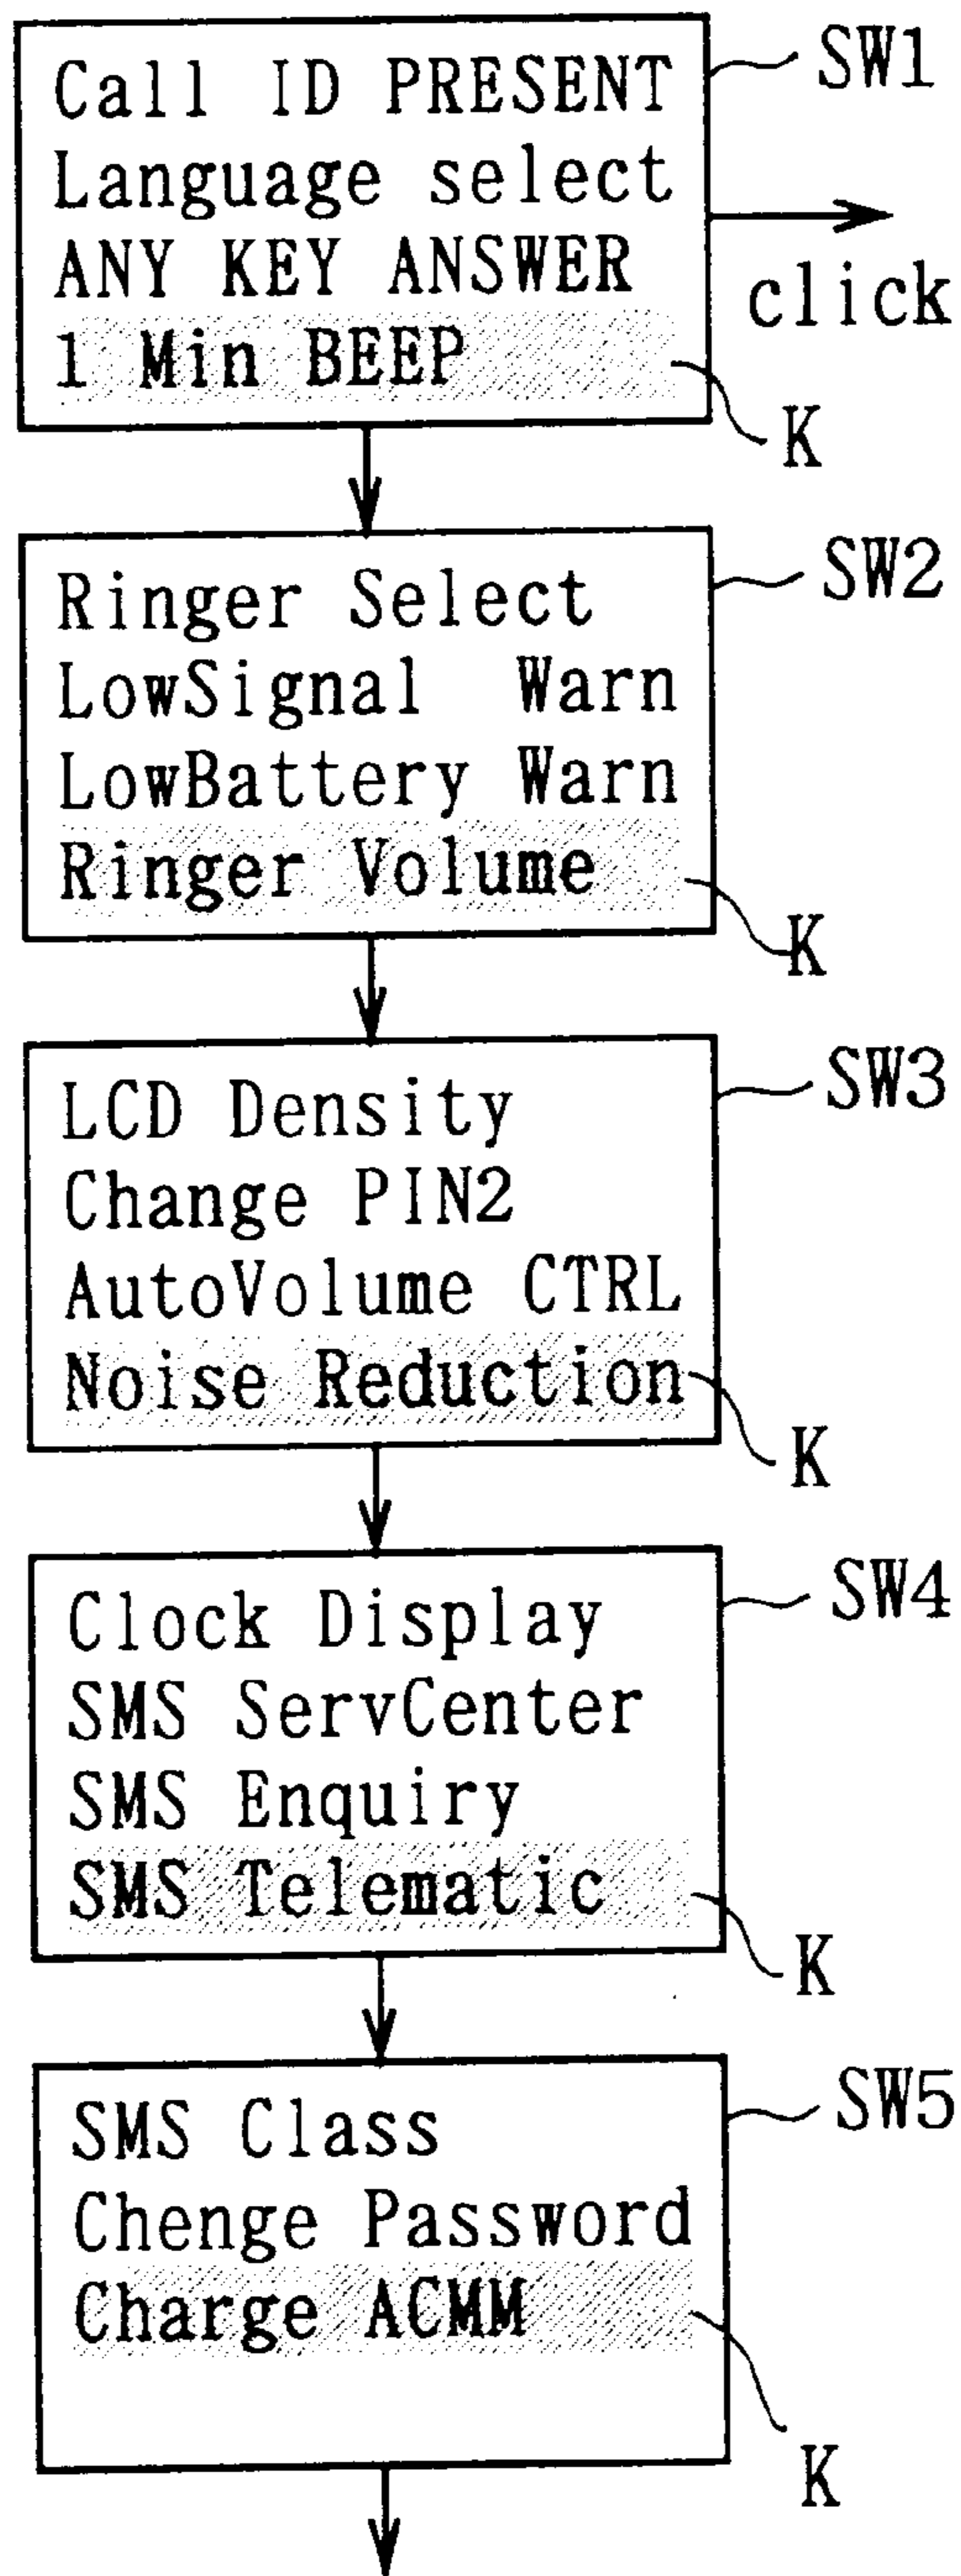 Call ID PRESENT
Language select
ANY KEY ANSWER
1 Min BEEP
SW1
click
K
Ringer Select
LowSignal Warn
LowBattery Warn
Ringer Volume
SW2
K
LCD Density
Change PIN2
AutoVolume CTRL
Noise Reduction
SW3
K
Clock Display
SMS ServCenter
SMS Enquiry
SMS Telematic
SW4
K
SMS Class
Chenge Password
Charge ACMM
SW5
K